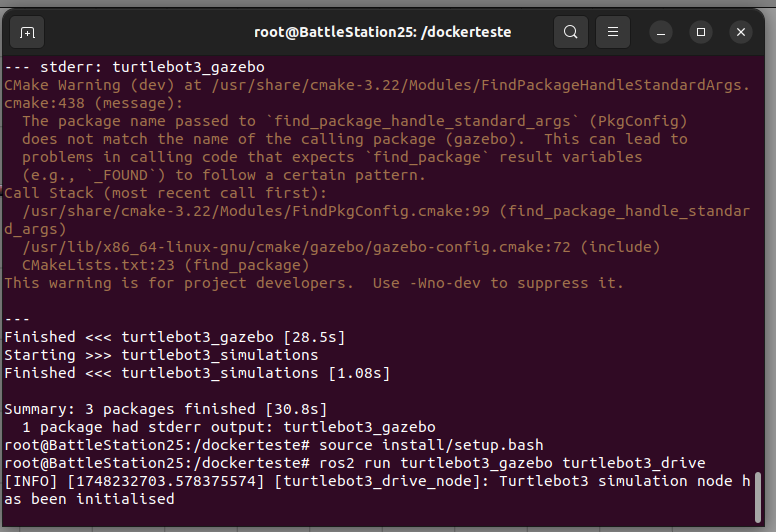 root@BattleStation25: /dockerteste
--- stderr: turtlebot3_gazebo
CMake Warning (dev) at /usr/share/cmake-3.22/Modules/FindPackageHandleStandardArgs.
cmake:438 (message):
  The package name passed to `find_package_handle_standard_args` (PkgConfig)
  does not match the name of the calling package (gazebo).  This can lead to
  problems in calling code that expects `find_package` result variables
  (e.g., `_FOUND`) to follow a certain pattern.
Call Stack (most recent call first):
  /usr/share/cmake-3.22/Modules/FindPkgConfig.cmake:99 (find_package_handle_standar
d_args)
  /usr/lib/x86_64-linux-gnu/cmake/gazebo/gazebo-config.cmake:72 (include)
  CMakeLists.txt:23 (find_package)
This warning is for project developers.  Use -Wno-dev to suppress it.
---
Finished <<< turtlebot3_gazebo [28.5s]
Starting >>> turtlebot3_simulations
Finished <<< turtlebot3_simulations [1.08s]
Summary: 3 packages finished [30.8s]
  1 package had stderr output: turtlebot3_gazebo
root@BattleStation25:/dockerteste# source install/setup.bash
root@BattleStation25:/dockerteste# ros2 run turtlebot3_gazebo turtlebot3_drive
[INFO] [1748232703.578375574] [turtlebot3_drive_node]: Turtlebot3 simulation node h
as been initialised